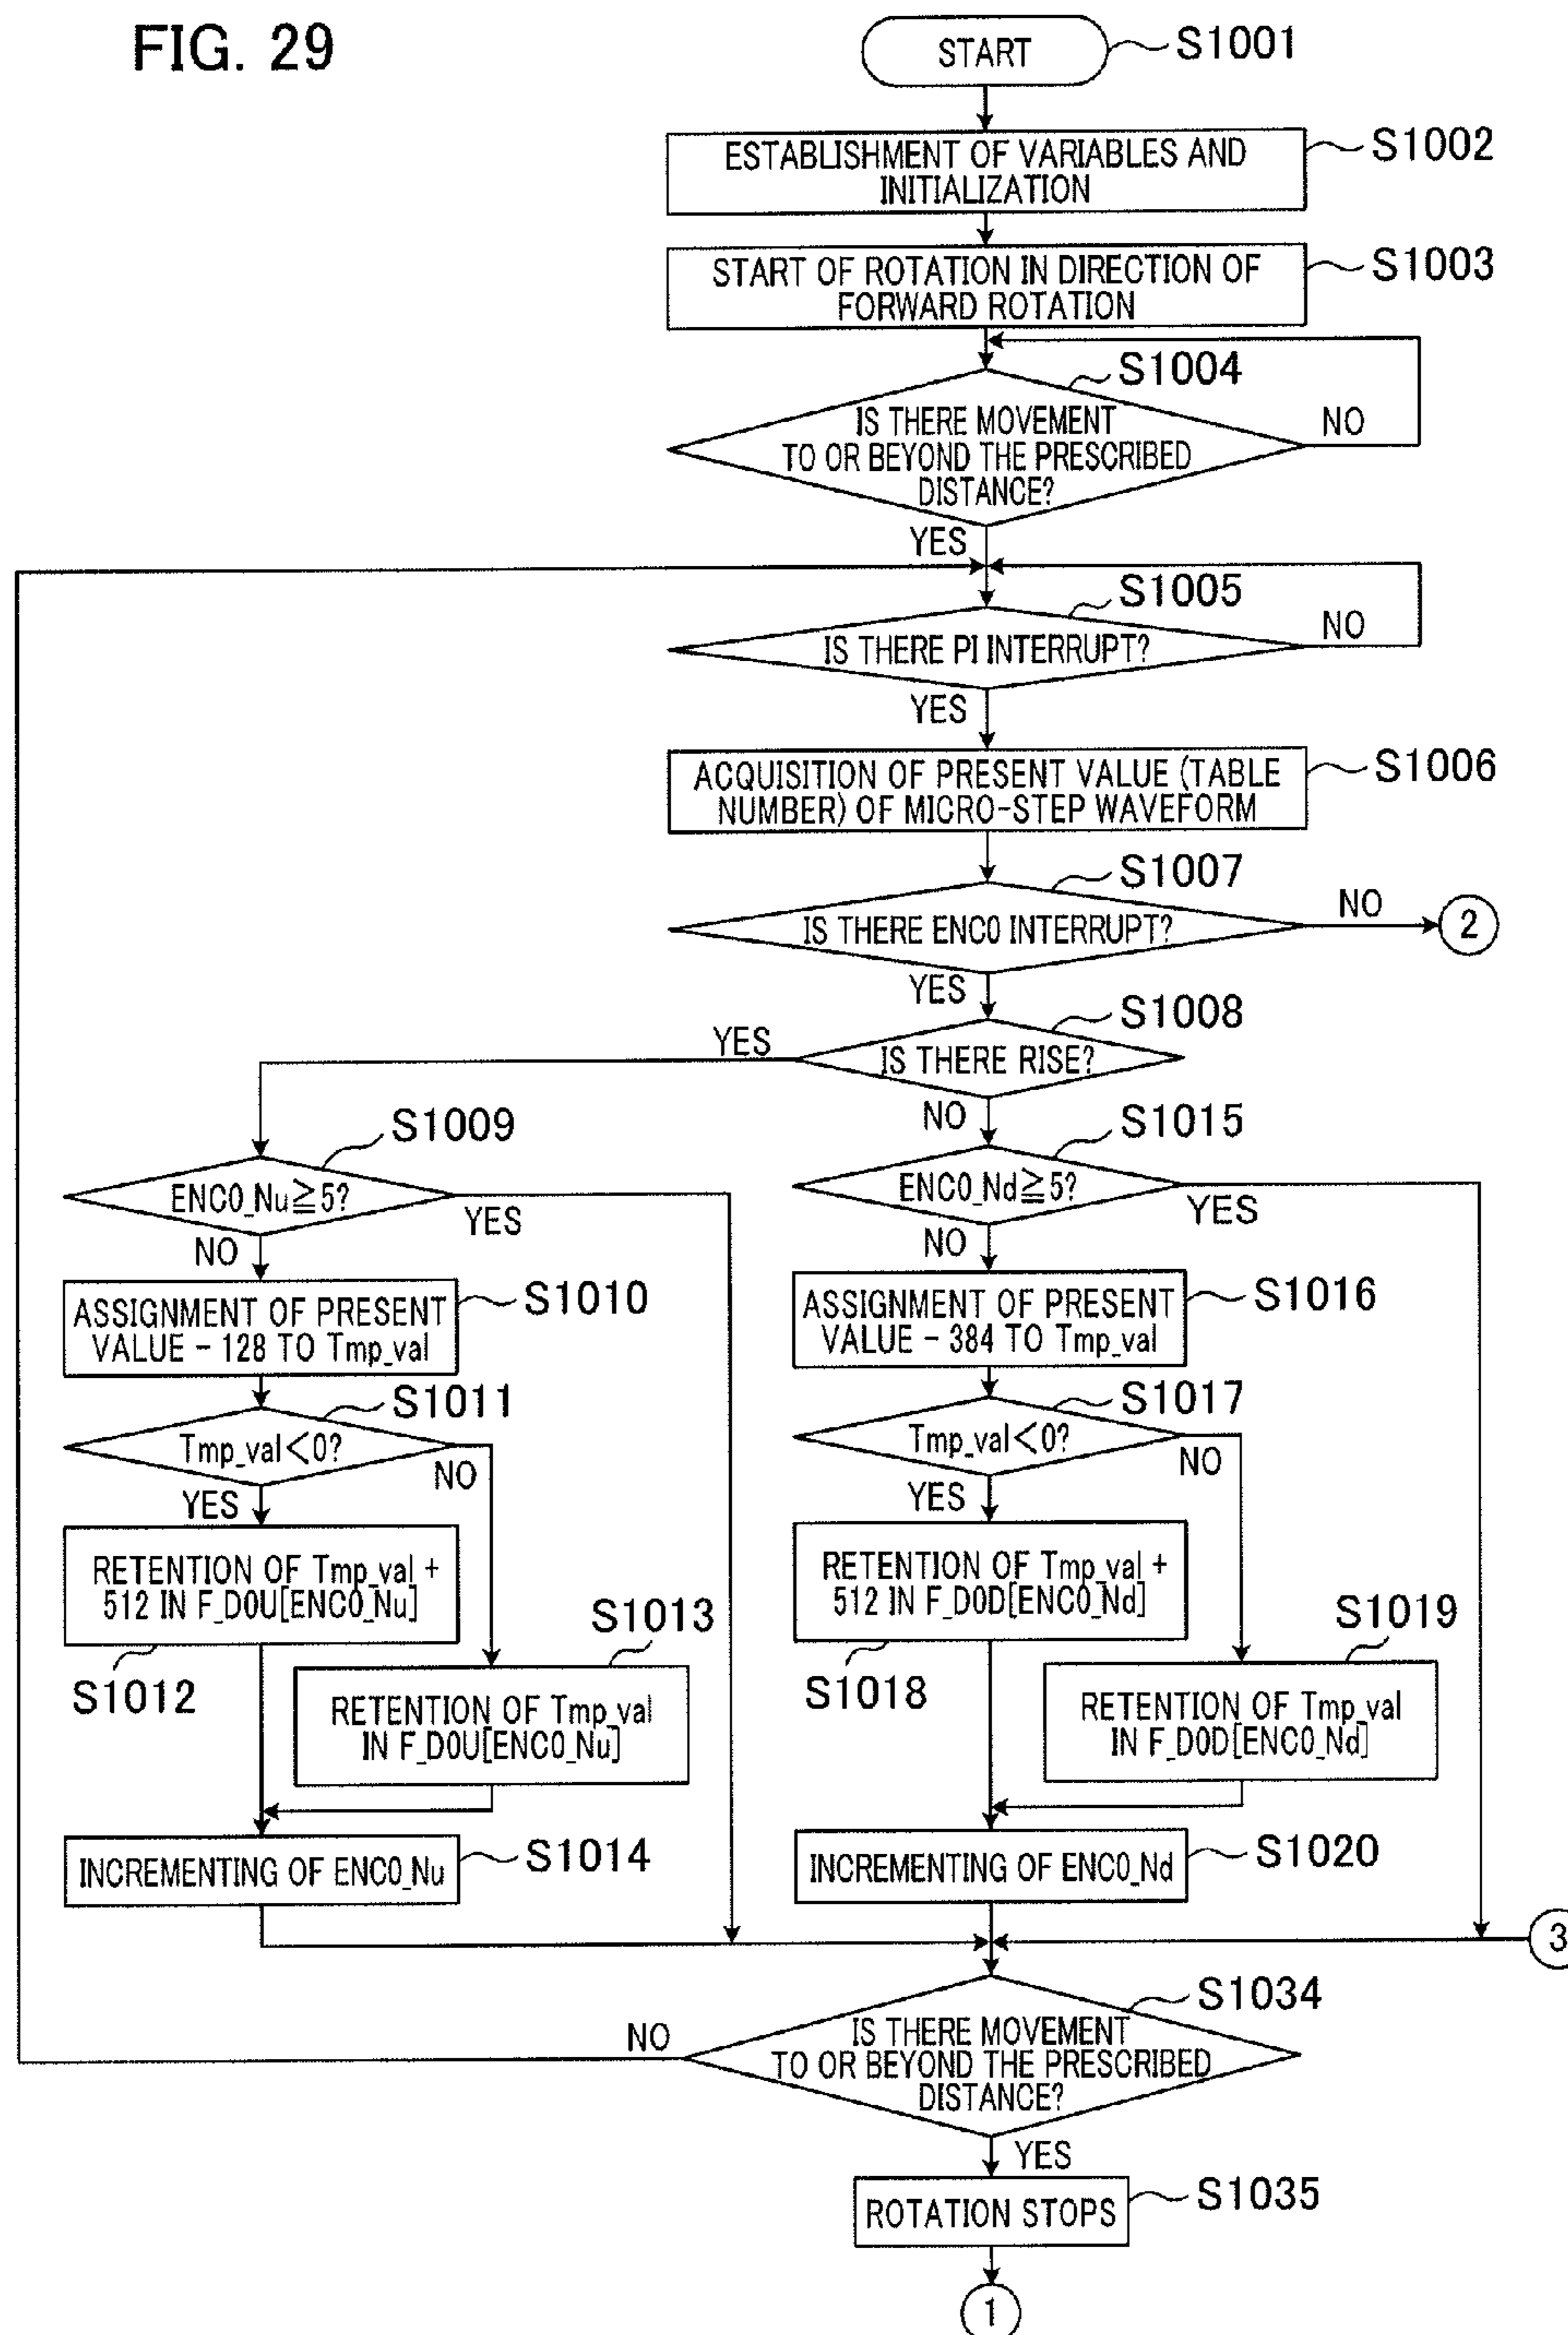 FIG. 29
START
S1001
ESTABLISHMENT OF VARIABLES AND
INITIALIZATION
S1002
START OF ROTATION IN DIRECTION OF
FORWARD ROTATION
S1003
S1004
IS THERE MOVEMENT
TO OR BEYOND THE PRESCRIBED
DISTANCE?
NO
YES
S1005
IS THERE PI INTERRUPT?
NO
YES
ACQUISITION OF PRESENT VALUE (TABLE
NUMBER) OF MICRO-STEP WAVEFORM
S1006
S1007
IS THERE ENC0 INTERRUPT?
NO
2
YES
S1008
IS THERE RISE?
YES
NO
S1009
ENC0_Nu≧5?
YES
NO
S1015
ENC0_Nd≧5?
YES
NO
ASSIGNMENT OF PRESENT
VALUE - 128 TO Tmp_val
S1010
ASSIGNMENT OF PRESENT
VALUE - 384 TO Tmp_val
S1016
S1011
Tmp_val<0?
NO
YES
S1017
Tmp_val<0?
NO
YES
RETENTION OF Tmp_val +
512 IN F_D0U[ENC0_Nu]
S1012
S1013
RETENTION OF Tmp_val
IN F_D0U[ENC0_Nu]
RETENTION OF Tmp_val +
512 IN F_D0D[ENC0_Nd]
S1018
S1019
RETENTION OF Tmp_val
IN F_D0D[ENC0_Nd]
INCREMENTING OF ENC0_Nu
S1014
INCREMENTING OF ENC0_Nd
S1020
3
S1034
IS THERE MOVEMENT
TO OR BEYOND THE PRESCRIBED
DISTANCE?
NO
YES
ROTATION STOPS
S1035
1